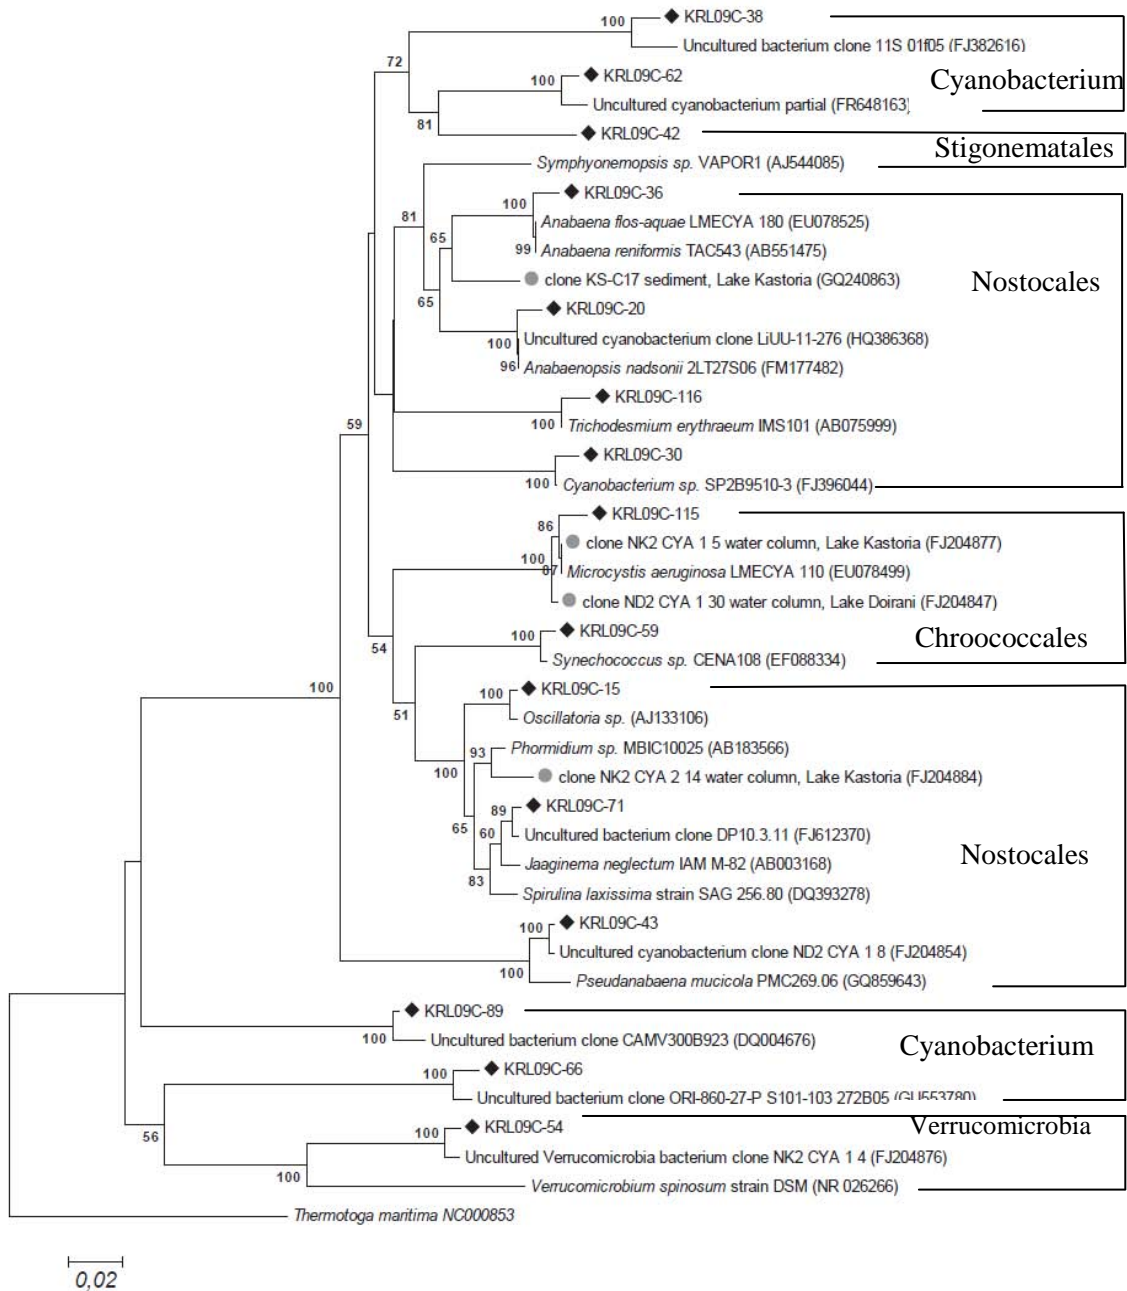 100
KRL09C-38
Uncultured bacterium clone 11S 01f05 (FJ382616)
72
Cyanobacterium
100
KRL09C-62
Uncultured cyanobacterium partial (FR648163)
81
KRL09C-42
Stigonematales
Symphyonemopsis sp. VAPOR1 (AJ544085)
100
KRL09C-36
81
Anabaena flos-aquae LMECYA 180 (EU078525)
65
99
Anabaena reniformis TAC543 (AB551475)
clone KS-C17 sediment, Lake Kastoria (GQ240863)
Nostocales
65
KRL09C-20
100
Uncultured cyanobacterium clone LiUU-11-276 (HQ386368)
96
Anabaenopsis nadsonii 2LT27S06 (FM177482)
KRL09C-116
59
100
Trichodesmium erythraeum IMS101 (AB075999)
KRL09C-30
100
Cyanobacterium sp. SP2B9510-3 (FJ396044)
KRL09C-115
86
clone NK2 CYA 1 5 water column, Lake Kastoria (FJ204877)
100
87
Microcystis aeruginosa LMECYA 110 (EU078499)
clone ND2 CYA 1 30 water column, Lake Doirani (FJ204847)
100
KRL09C-59
Chroococcales
54
Synechococcus sp. CENA108 (EF088334)
100
100
KRL09C-15
51
Oscillatoria sp. (AJ133106)
93
Phormidium sp. MBIC10025 (AB183566)
100
clone NK2 CYA 2 14 water column, Lake Kastoria (FJ204884)
89
KRL09C-71
65
60
Uncultured bacterium clone DP10.3.11 (FJ612370)
Nostocales
Jaaginema neglectum IAM M-82 (AB003168)
83
Spirulina laxissima strain SAG 256.80 (DQ393278)
100
KRL09C-43
Uncultured cyanobacterium clone ND2 CYA 1 8 (FJ204854)
100
Pseudanabaena mucicola PMC269.06 (GQ859643)
KRL09C-89
100
Uncultured bacterium clone CAMV300B923 (DQ004676)
Cyanobacterium
100
KRL09C-66
Uncultured bacterium clone ORI-860-27-P S101-103 272B05 (GU553780)
56
100
KRL09C-54
Verrucomicrobia
Uncultured Verrucomicrobia bacterium clone NK2 CYA 1 4 (FJ204876)
100
Verrucomicrobium spinosum strain DSM (NR 026266)
Thermotoga maritima NC000853
0,02